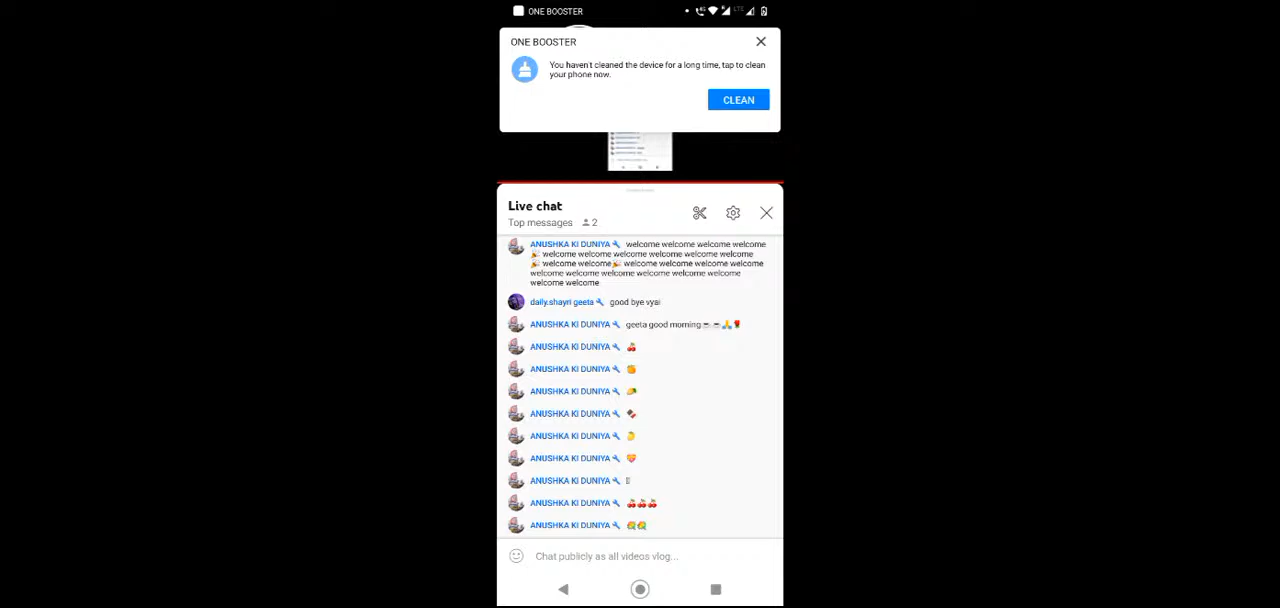 ONE BOOSTER
LTE
ONE BOOSTER
You haven't cleaned the device for a long time, tap to clean
your phone now.
CLEAN
Live chat
Top messages 2
ANUSHKA KI DUNIYA welcome welcome welcome welcome
🎉 welcome welcome welcome welcome welcome welcome
🎉 welcome welcome🎉 welcome welcome welcome welcome
welcome welcome welcome welcome welcome welcome
welcome welcome
daily.shayri geeta good bye vyai
ANUSHKA KI DUNIYA geeta good morning☕☕🙏🌹
ANUSHKA KI DUNIYA 🍒
ANUSHKA KI DUNIYA 🍊
ANUSHKA KI DUNIYA
ANUSHKA KI DUNIYA 🍫
ANUSHKA KI DUNIYA
ANUSHKA KI DUNIYA 💝
ANUSHKA KI DUNIYA
ANUSHKA KI DUNIYA 🍒🍒🍒
ANUSHKA KI DUNIYA 💐💐
Chat publicly as all videos vlog...